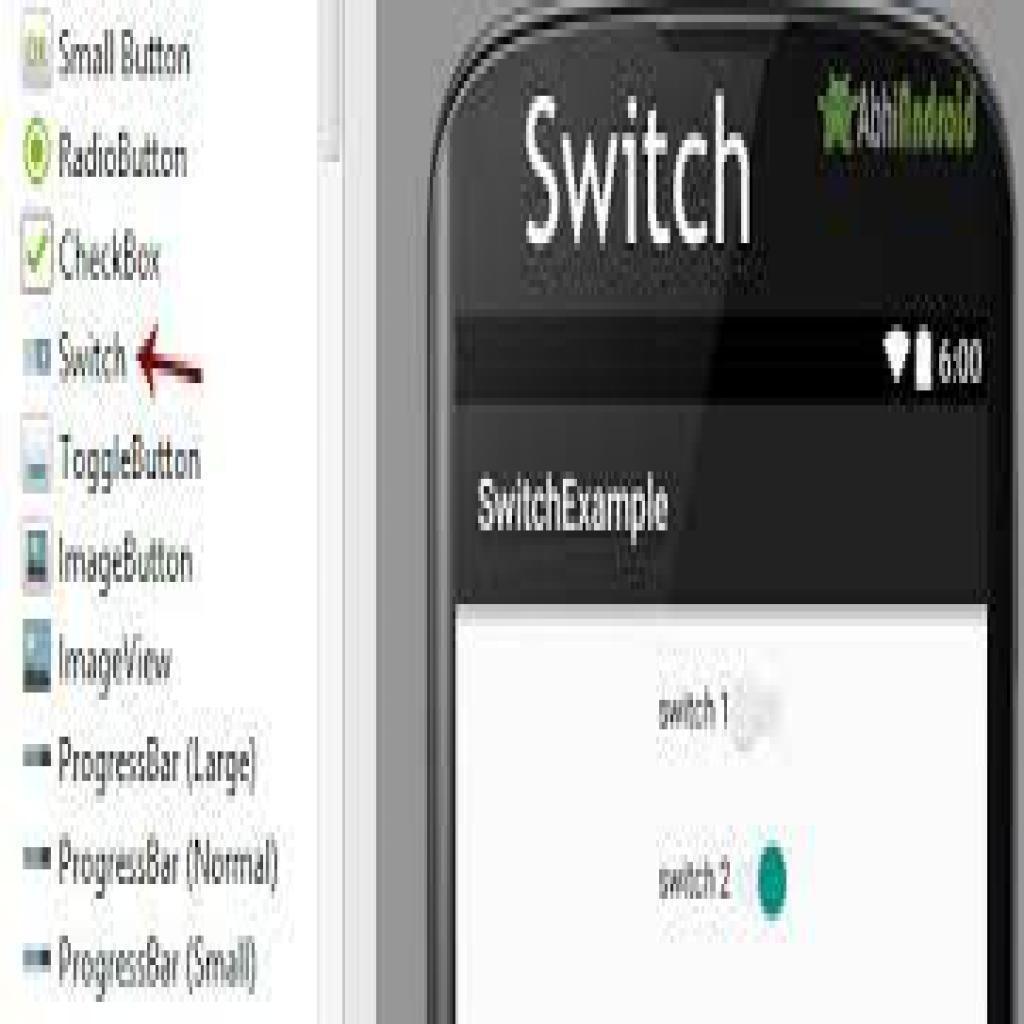 OK
Small Button
RadioButton
CheckBox
Switch
ToggleButton
ImageButton
ImageView
ProgressBar (Large)
ProgressBar (Normal)
ProgressBar (Small)
Switch
AbhiAndroid
6:00
SwitchExample
switch 1
switch 2